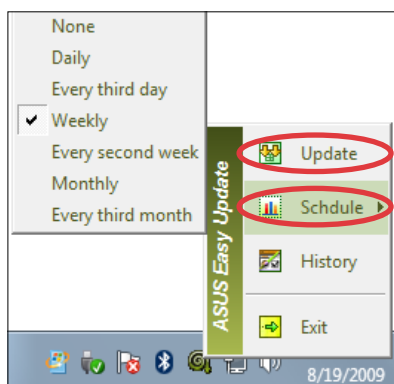 None
Daily
Every third day
Weekly
Every second week
Monthly
Every third month
ASUS Easy Update
Update
Schdule
History
Exit
8/19/2009